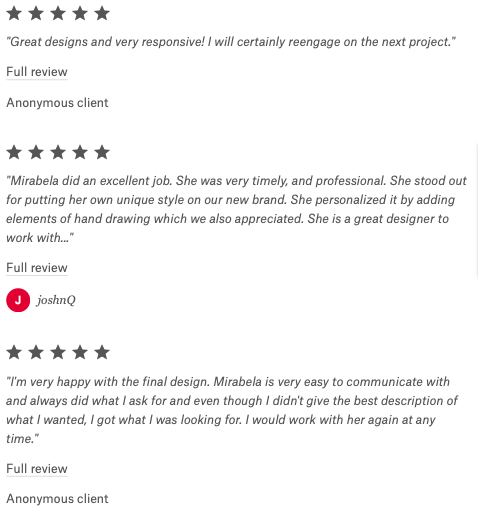 "Great designs and very responsive! I will certainly reengage on the next project."
Full review
Anonymous client
"Mirabela did an excellent job. She was very timely, and professional. She stood out
for putting her own unique style on our new brand. She personalized it by adding
elements of hand drawing which we also appreciated. She is a great designer to
work with..."
Full review
J joshnQ
"I'm very happy with the final design. Mirabela is very easy to communicate with
and always did what I ask for and even though I didn't give the best description of
what I wanted, I got what I was looking for. I would work with her again at any
time."
Full review
Anonymous client